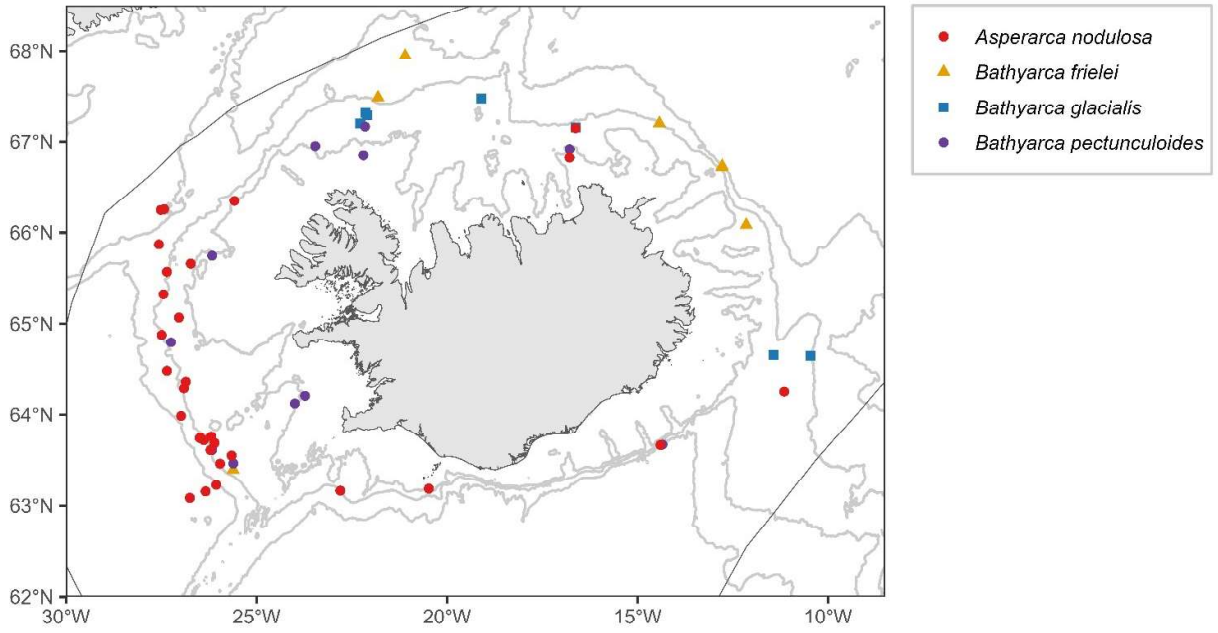 68°N
67°N
66°N
65°N
64°N
63°N
62°N
30°W
25°W
20°W
15°W
10°W
Asperarca nodulosa
Bathyarca frielei
Bathyarca glacialis
Bathyarca pectunculoides